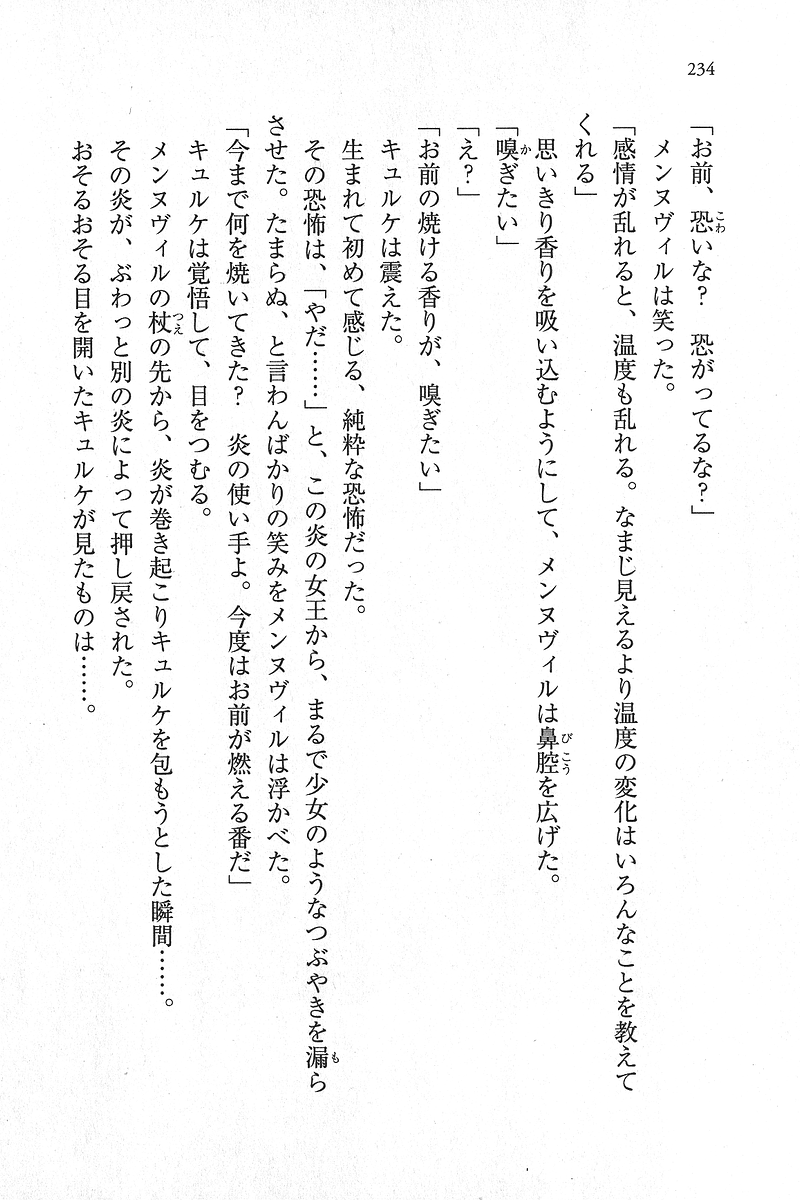 234
「お前、恐いな？　恐がってるな？」
メンヌヴィルは笑った。
「感情が乱れると、温度も乱れる。なまじ見えるより温度の変化はいろんなことを教えて
くれる」
思いきり香りを吸い込むようにして、メンヌヴィルは鼻腔を広げた。
「嗅ぎたい」
「え？」
「お前の焼ける香りが、嗅ぎたい」
キュルケは震えた。
生まれて初めて感じる、純粋な恐怖だった。
その恐怖は、「やだ……」と、この炎の女王から、まるで少女のようなつぶやきを漏ら
させた。たまらぬ、と言わんばかりの笑みをメンヌヴィルは浮かべた。
「今まで何を焼いてきた？　炎の使い手よ。今度はお前が燃える番だ」
キュルケは覚悟して、目をつむる。
メンヌヴィルの杖の先から、炎が巻き起こりキュルケを包もうとした瞬間……。
その炎が、ぶわっと別の炎によって押し戻された。
おそるおそる目を開いたキュルケが見たものは……。